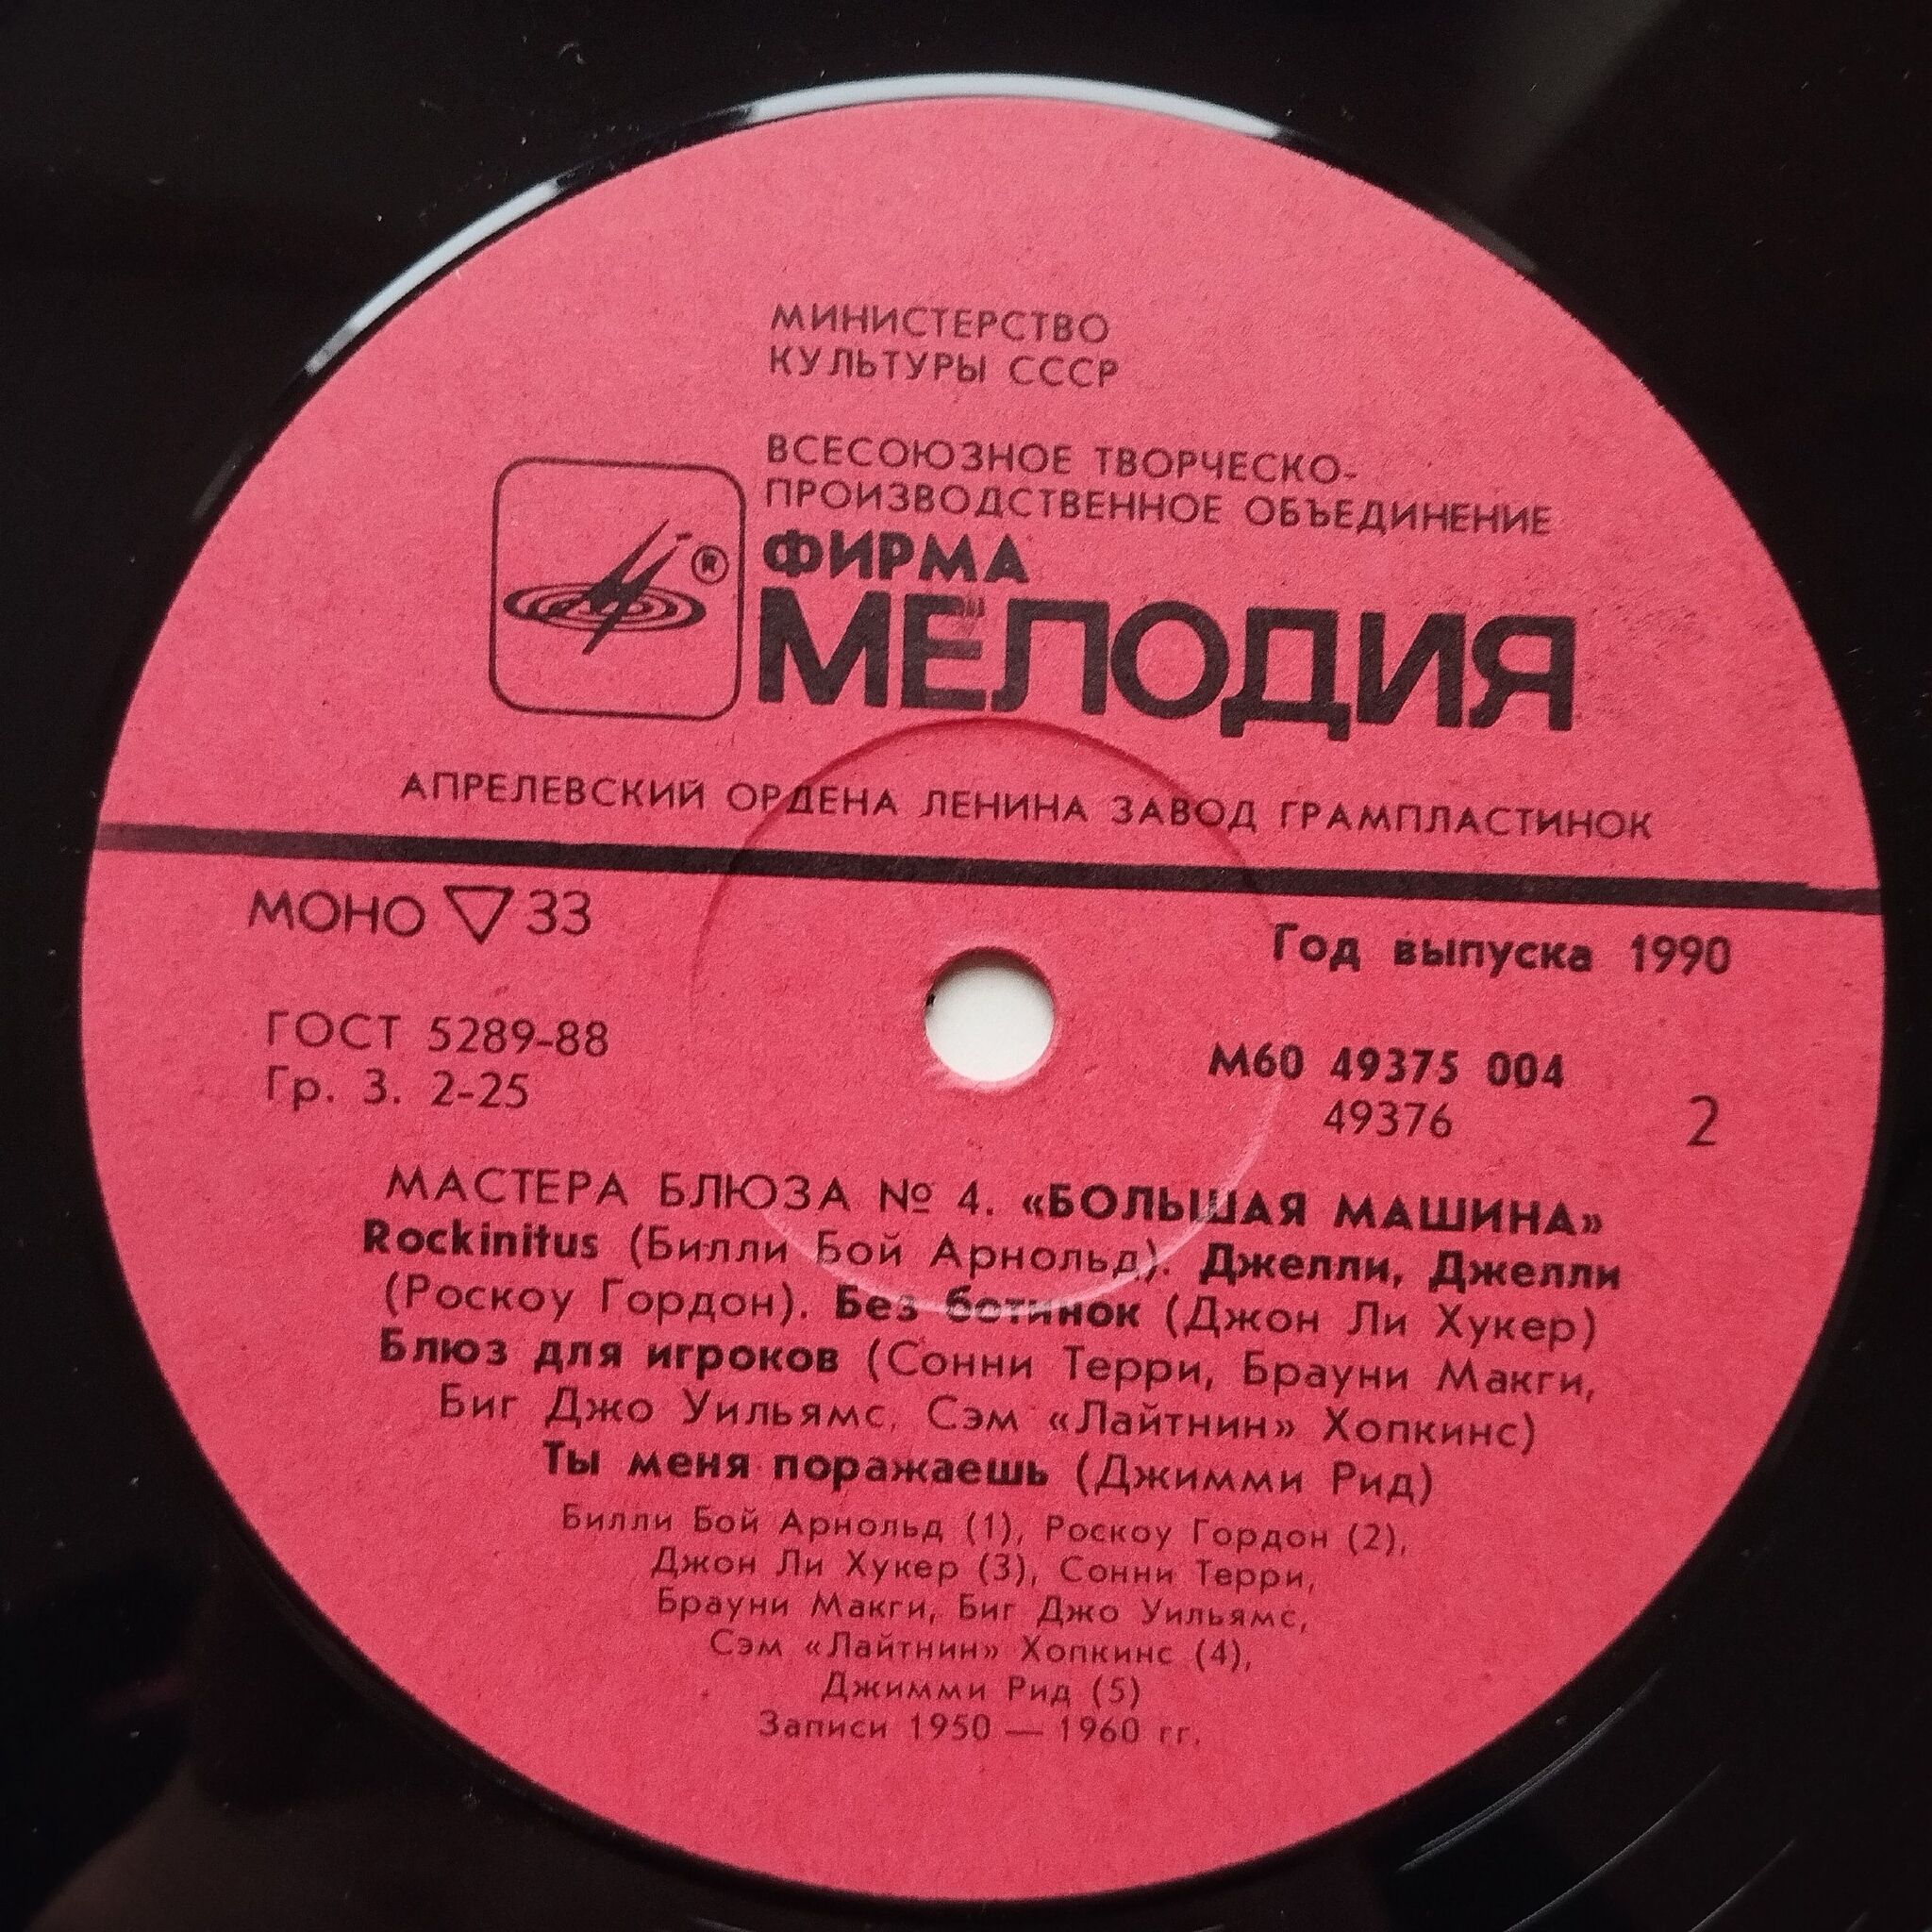 МИНИСТЕРСТВО
КУЛЬТУРЫ СССР
ВСЕСОЮЗНОЕ ТВОРЧЕСКО-
ПРОИЗВОДСТВЕННОЕ ОБЪЕДИНЕНИЕ
®
ФИРМА
МЕЛОДИЯ
АПРЕЛЕВСКИЙ ОРДЕНА ЛЕНИНА ЗАВОД ГРАМПЛАСТИНОК
МОНО ▽ 33
Год выпуска 1990
ГОСТ 5289-88
Гр. 3. 2-25
М60 49375 004
49376
2
МАСТЕРА БЛЮЗА № 4. «БОЛЬШАЯ МАШИНА»
Rockinitus (Билли Бой Арнольд). Джелли, Джелли
(Роскоу Гордон). Без ботинок (Джон Ли Хукер)
Блюз для игроков (Сонни Терри, Брауни Макги,
Биг Джо Уильямс, Сэм «Лайтнин» Хопкинс)
Ты меня поражаешь (Джимми Рид)
Билли Бой Арнольд (1), Роскоу Гордон (2),
Джон Ли Хукер (3), Сонни Терри,
Брауни Макги, Биг Джо Уильямс,
Сэм «Лайтнин» Хопкинс (4),
Джимми Рид (5)
Записи 1950 — 1960 гг.